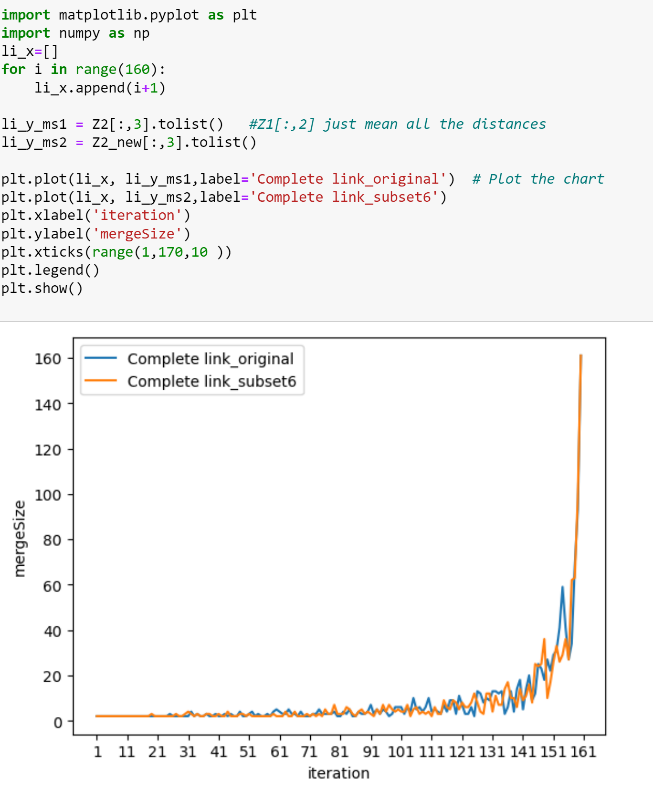 import matplotlib.pyplot as plt
import numpy as np
li_x=[]
for i in range(160):
    li_x.append(i+1)
li_y_ms1 = Z2[:,3].tolist()   #Z1[:,2] just mean all the distances
li_y_ms2 = Z2_new[:,3].tolist()
plt.plot(li_x, li_y_ms1,label='Complete link_original')  # Plot the chart
plt.plot(li_x, li_y_ms2,label='Complete link_subset6')
plt.xlabel('iteration')
plt.ylabel('mergeSize')
plt.xticks(range(1,170,10 ))
plt.legend()
plt.show()
Complete link_original
Complete link_subset6
160
140
120
100
80
60
40
20
0
mergeSize
1 11 21 31 41 51 61 71 81 91 101 111 121 131 141 151 161
iteration